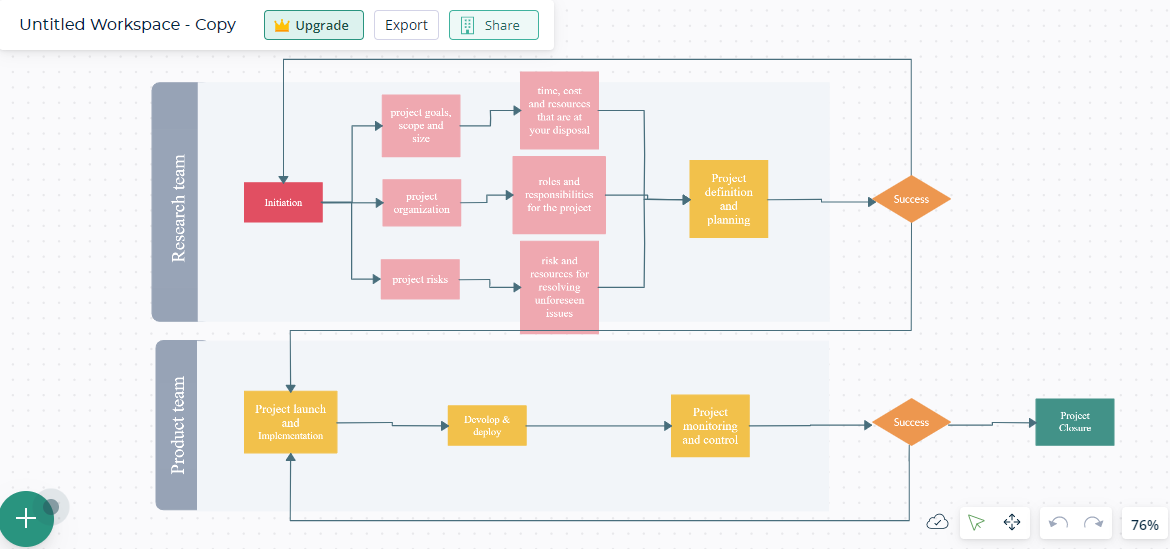 Untitled Workspace - Copy
Upgrade
Export
Share
Research team
Initiation
project goals,
scope and
size
project
organization
project risks
time, cost
and resources
that are at
your disposal
roles and
responsibilities
for the project
risk and
resources for
resolving
unforeseen
issues
Project
definition
and
planning
Success
Product team
Project launch
and
Implementation
Devolop &
deploy
Project
monitoring
and control
Success
Project
Closure
76%